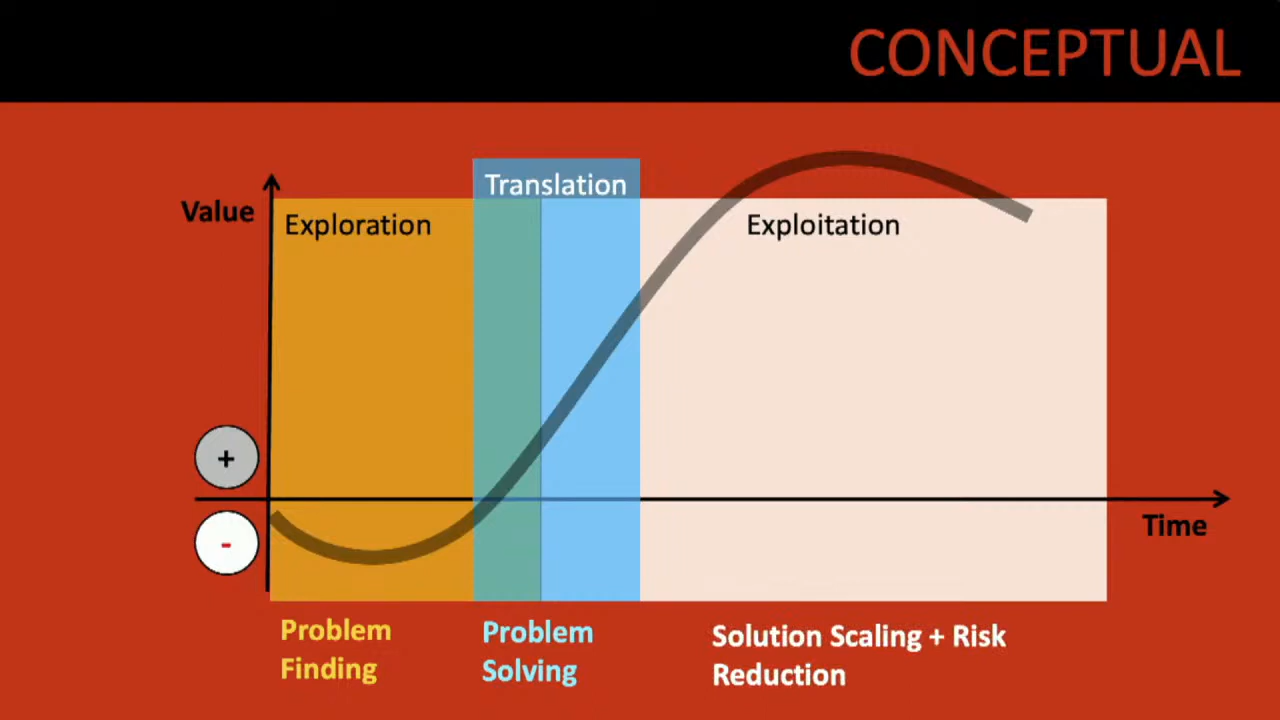 CONCEPTUAL
Translation
Value
Exploration
Exploitation
+
-
Time
Problem
Finding
Problem
Solving
Solution Scaling + Risk
Reduction